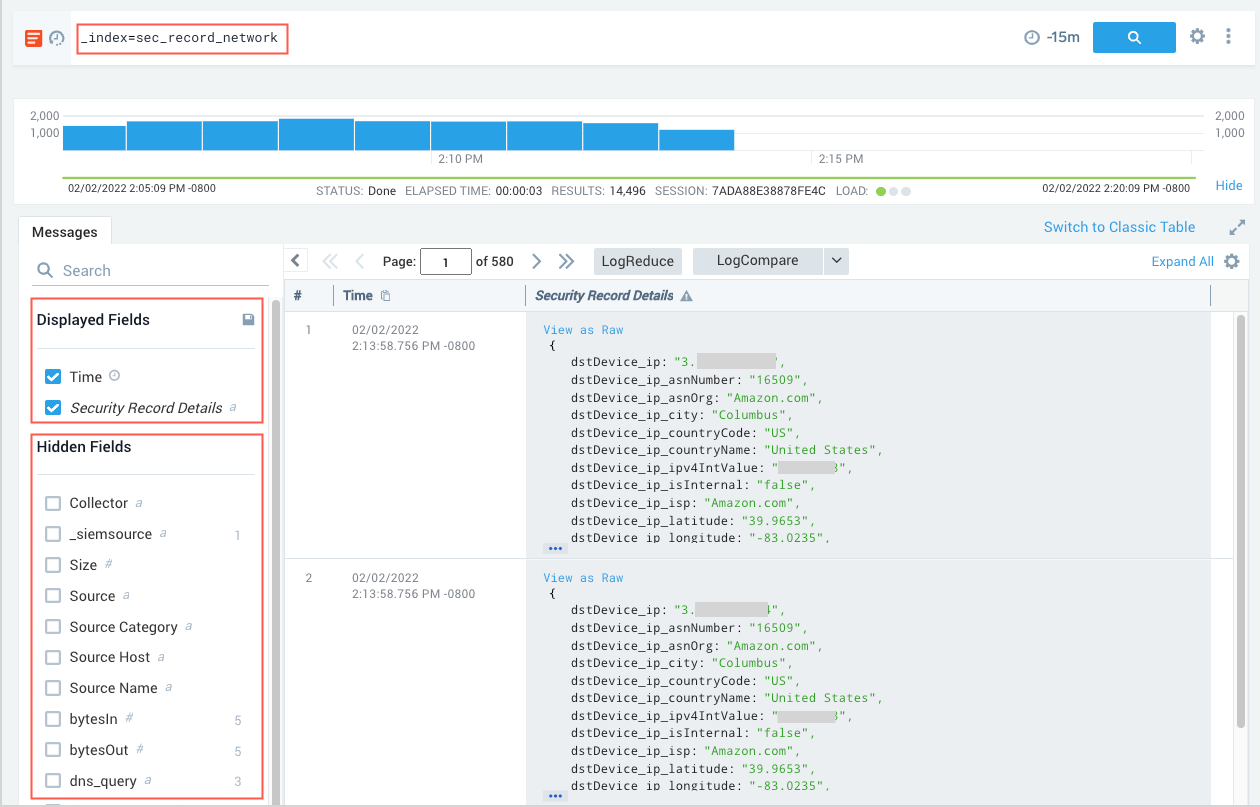 _index=sec_record_network
-15m
2,000
1,000
2,000
1,000
2:10 PM
2:15 PM
02/02/2022 2:05:09 PM -0800
STATUS: Done ELAPSED TIME: 00:00:03 RESULTS: 14,496 SESSION: 7ADA88E38878FE4C LOAD:
02/02/2022 2:20:09 PM -0800
Hide
Messages
Switch to Classic Table
Search
Page: 1 of 580
LogReduce
LogCompare
Expand All
Displayed Fields
Time
Security Record Details a
Hidden Fields
Collector a
_siemsource a 1
Size #
Source a
Source Category a
Source Host a
Source Name a
bytesIn # 5
bytesOut # 5
dns_query a 3
# Time Security Record Details
1
02/02/2022
2:13:58.756 PM -0800
View as Raw
{
dstDevice_ip: "3.
dstDevice_ip_asnNumber: "16509",
dstDevice_ip_asnOrg: "Amazon.com",
dstDevice_ip_city: "Columbus",
dstDevice_ip_countryCode: "US",
dstDevice_ip_countryName: "United States",
dstDevice_ip_ipv4IntValue: "
dstDevice_ip_isInternal: "false",
dstDevice_ip_isp: "Amazon.com",
dstDevice_ip_latitude: "39.9653",
dstDevice_ip_longitude: "-83.0235",
•••
2
02/02/2022
2:13:58.756 PM -0800
View as Raw
{
dstDevice_ip: "3.
dstDevice_ip_asnNumber: "16509",
dstDevice_ip_asnOrg: "Amazon.com",
dstDevice_ip_city: "Columbus",
dstDevice_ip_countryCode: "US",
dstDevice_ip_countryName: "United States",
dstDevice_ip_ipv4IntValue: "
dstDevice_ip_isInternal: "false",
dstDevice_ip_isp: "Amazon.com",
dstDevice_ip_latitude: "39.9653",
dstDevice_ip_longitude: "-83.0235",
•••